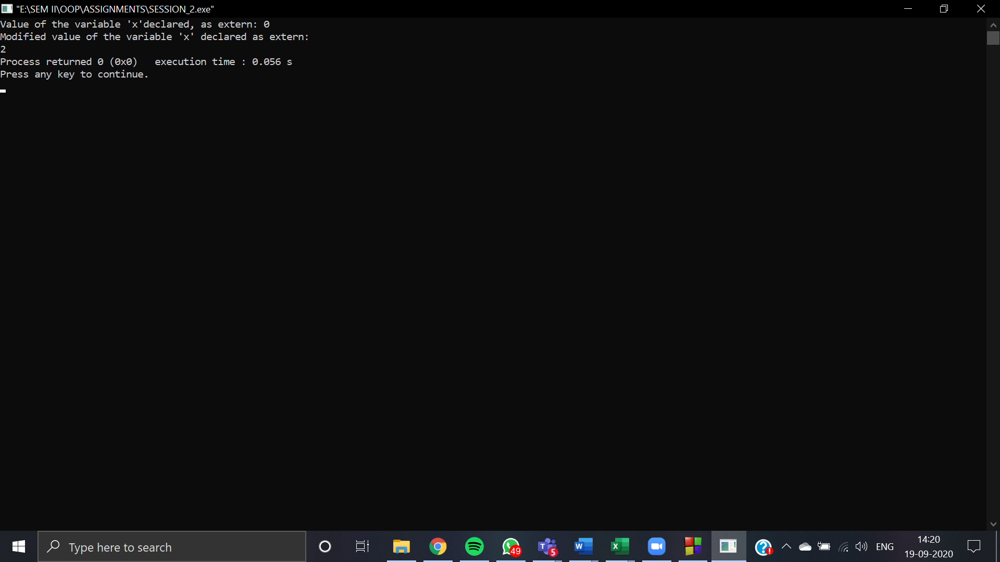 "E:\SEM II\OOP\ASSIGNMENTS\SESSION_2.exe"
Value of the variable 'x'declared, as extern: 0
Modified value of the variable 'x' declared as extern:
2
Process returned 0 (0x0)   execution time : 0.056 s
Press any key to continue.
Type here to search
49
T
5
W
X
?
!
ENG
14:20
19-09-2020